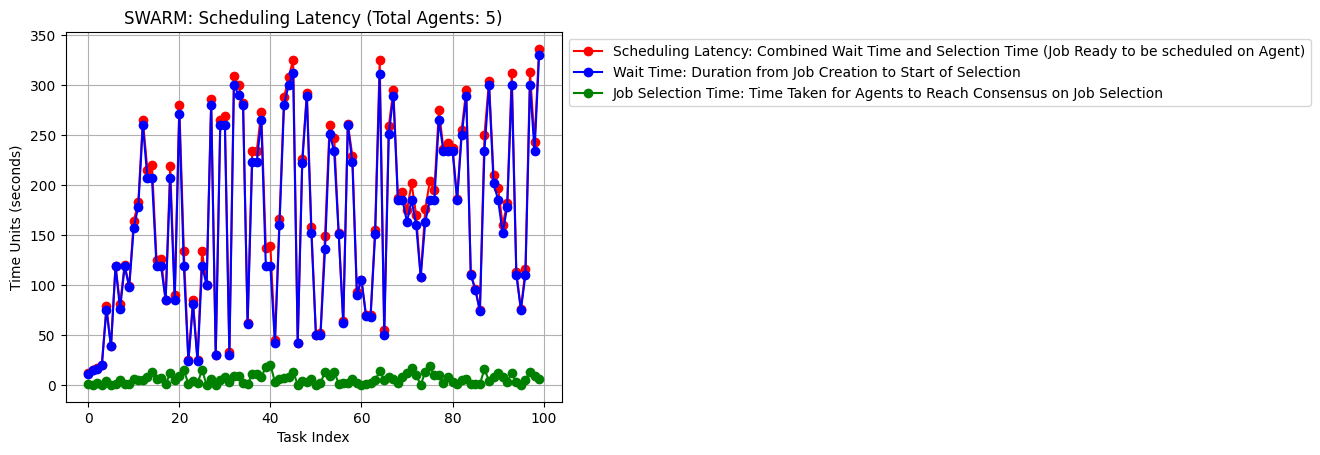 SWARM: Scheduling Latency (Total Agents: 5)
Scheduling Latency: Combined Wait Time and Selection Time (Job Ready to be scheduled on Agent)
Wait Time: Duration from Job Creation to Start of Selection
Job Selection Time: Time Taken for Agents to Reach Consensus on Job Selection
Time Units (seconds)
350
300
250
200
150
100
50
0
0 20 40 60 80 100
Task Index